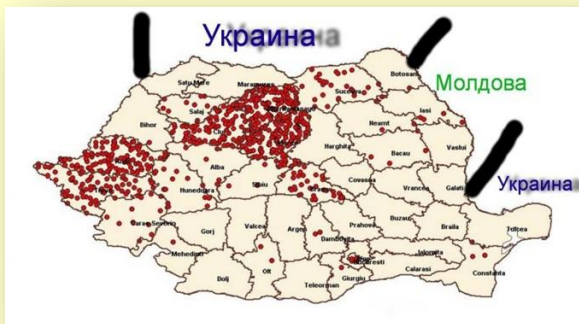 Украина
Satu Mare
Maramures
Botosani
Молдова
Suceava
Salaj
Iasi
Bihor
Cluj
Neamt
Harghita
Bacau
Vaslui
Alba
Украина
Hunedoara
Sibiu
Covasna
Vrancea
Galati
Caras-Severin
Gorj
Valcea
Arges
Prahova
Buzau
Braila
Tulcea
Mehedinti
Dambovita
Ialomita
Olt
Calarasi
Constanta
Dolj
Giurgiu
Teleorman